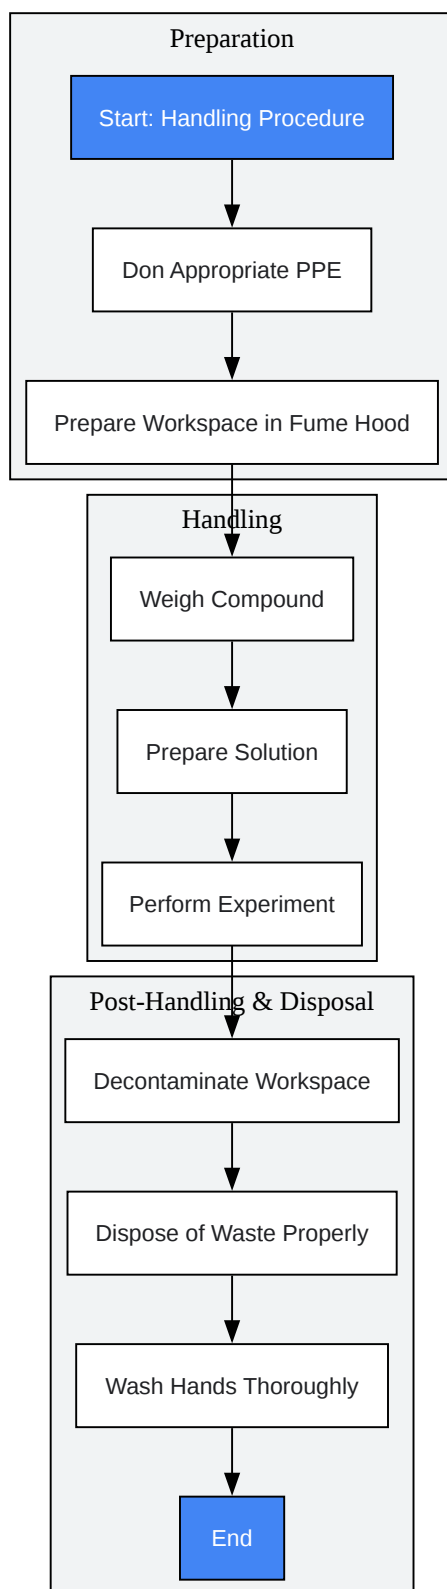 Preparation
Start: Handling Procedure
Don Appropriate PPE
Prepare Workspace in Fume Hood
Handling
Weigh Compound
Prepare Solution
Perform Experiment
Post-Handling & Disposal
Decontaminate Workspace
Dispose of Waste Properly
Wash Hands Thoroughly
End